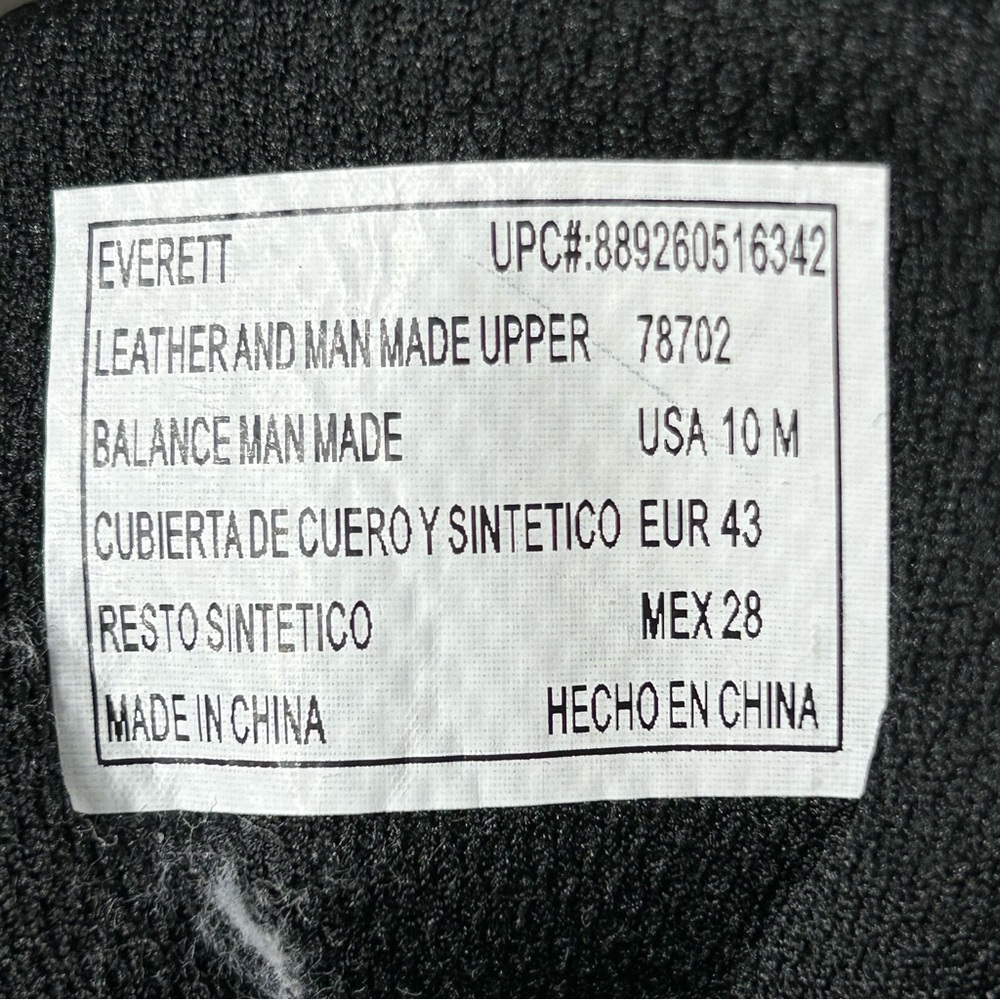 EVERETT UPC#:889260516342
LEATHER AND MAN MADE UPPER 78702
BALANCE MAN MADE USA 10 M
CUBIERTA DE CUERO Y SINTETICO EUR 43
RESTO SINTETICO MEX 28
MADE IN CHINA HECHO EN CHINA